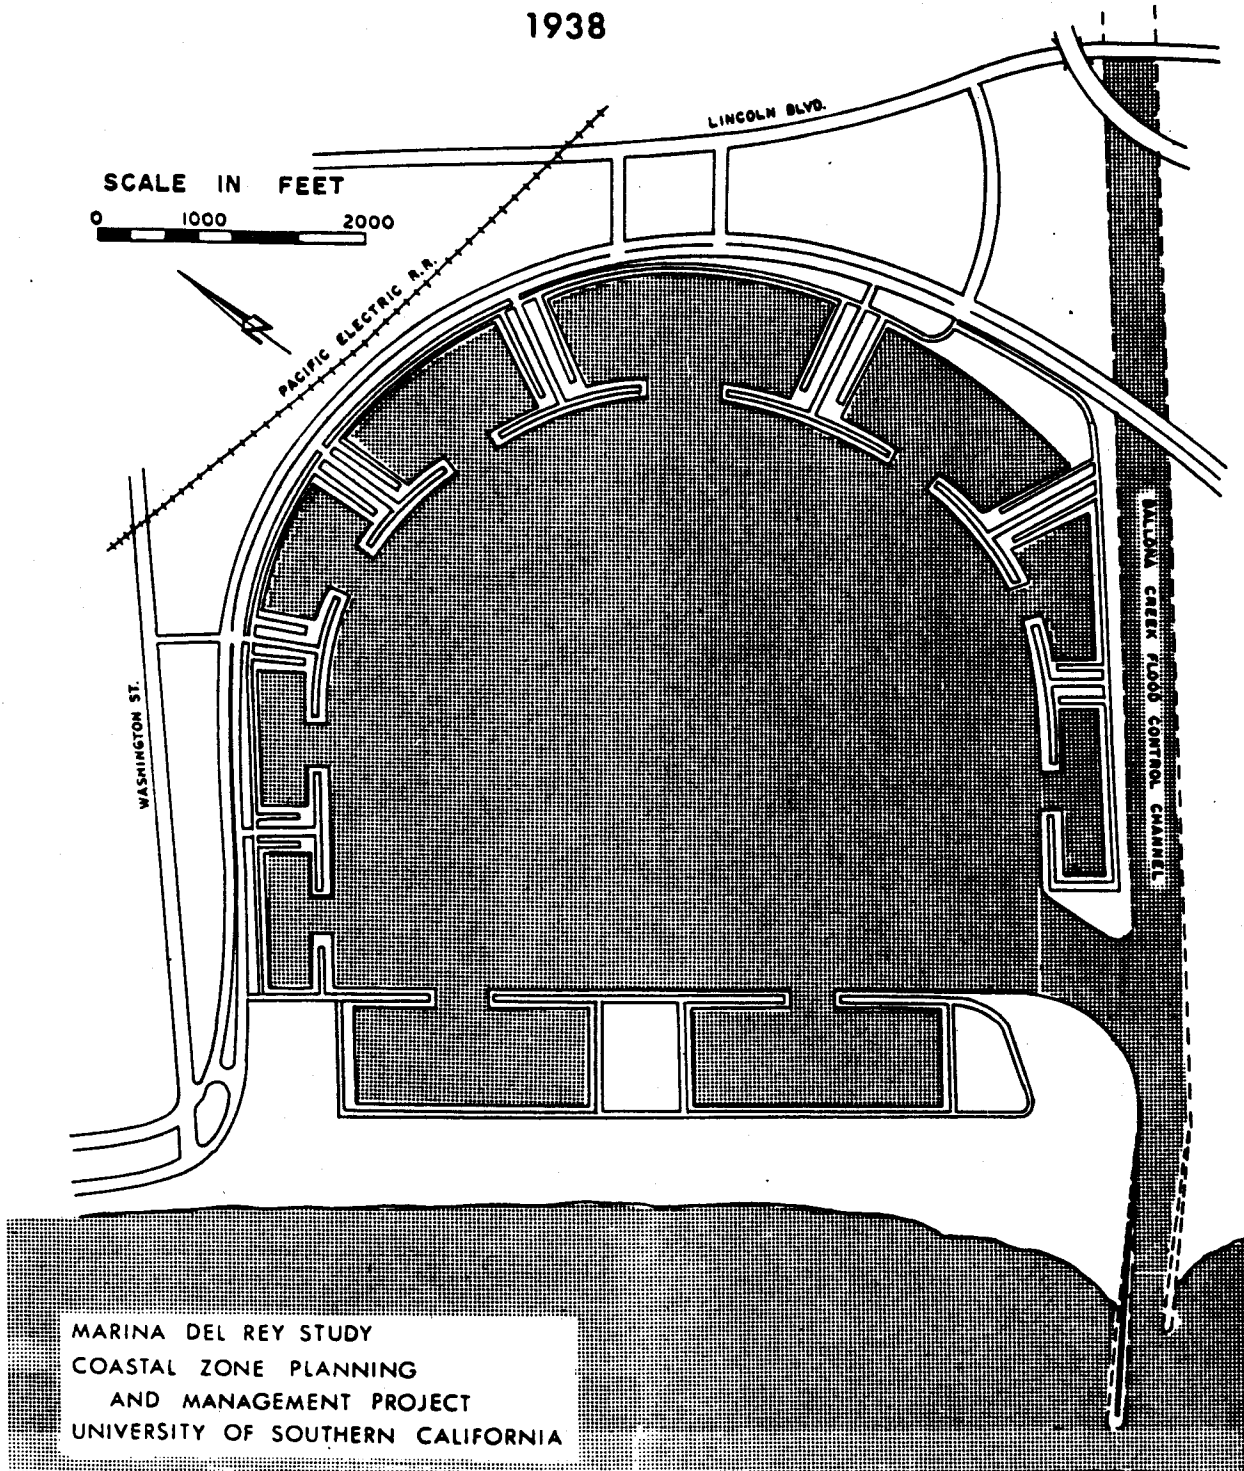 1938
LINCOLN BLVD.
SCALE IN FEET
0 1000 2000
PACIFIC ELECTRIC R.R.
N
WASHINGTON ST.
BALLONA CREEK FLOOD CONTROL CHANNEL
MARINA DEL REY STUDY
COASTAL ZONE PLANNING
AND MANAGEMENT PROJECT
UNIVERSITY OF SOUTHERN CALIFORNIA